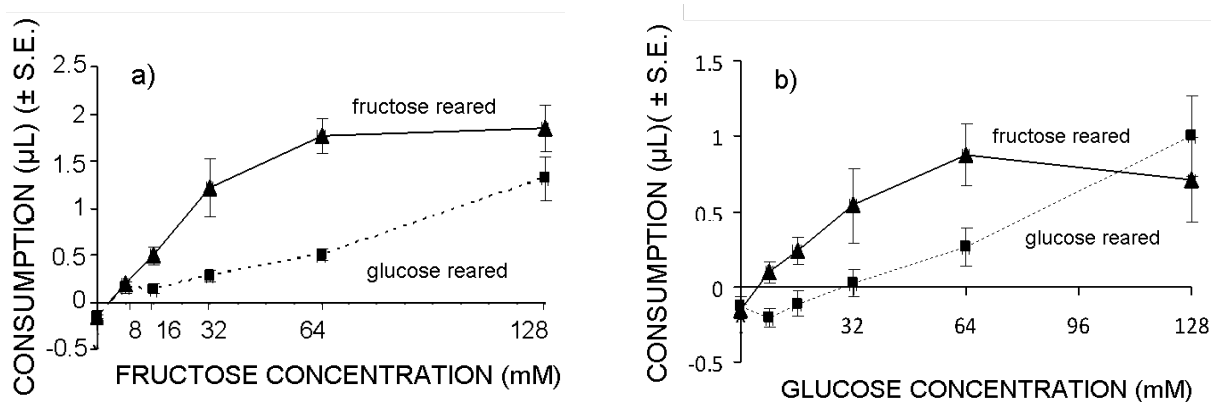 CONSUMPTION (µL) (± S.E.)
2.5
2
1.5
1
0.5
0
-0.5
a)
fructose reared
glucose reared
8 16 32 64 128
FRUCTOSE CONCENTRATION (mM)
CONSUMPTION (µL)( ± S.E.)
1.5
1
0.5
0
-0.5
b)
fructose reared
glucose reared
32 64 96 128
GLUCOSE CONCENTRATION (mM)